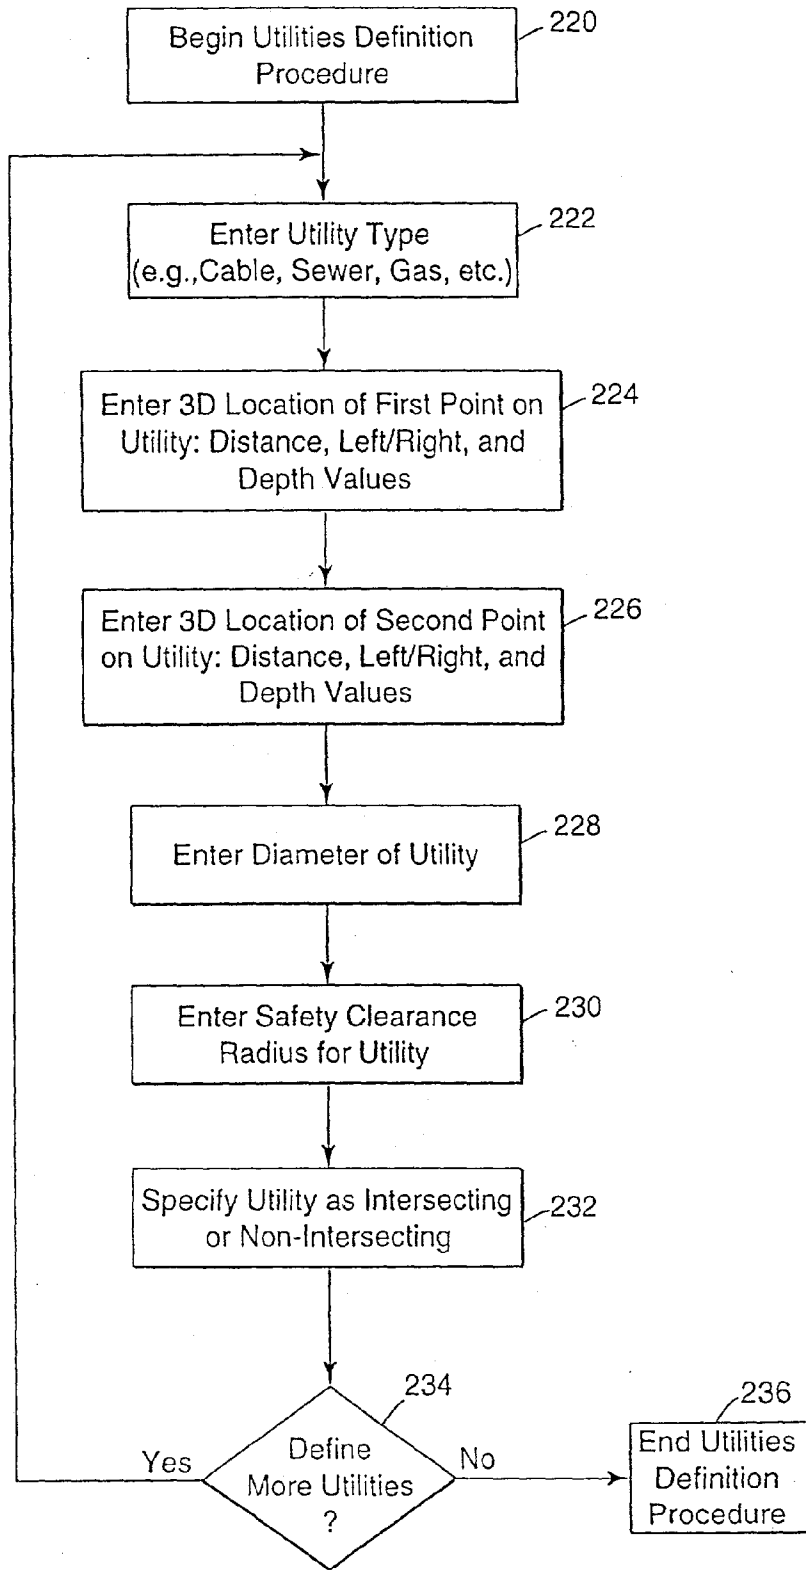 Begin Utilities Definition
Procedure
220
Enter Utility Type
(e.g.,Cable, Sewer, Gas, etc.)
222
Enter 3D Location of First Point on
Utility: Distance, Left/Right, and
Depth Values
224
Enter 3D Location of Second Point
on Utility: Distance, Left/Right, and
Depth Values
226
Enter Diameter of Utility
228
Enter Safety Clearance
Radius for Utility
230
Specify Utility as Intersecting
or Non-Intersecting
232
234
Define
More Utilities
?
Yes
No
236
End Utilities
Definition
Procedure